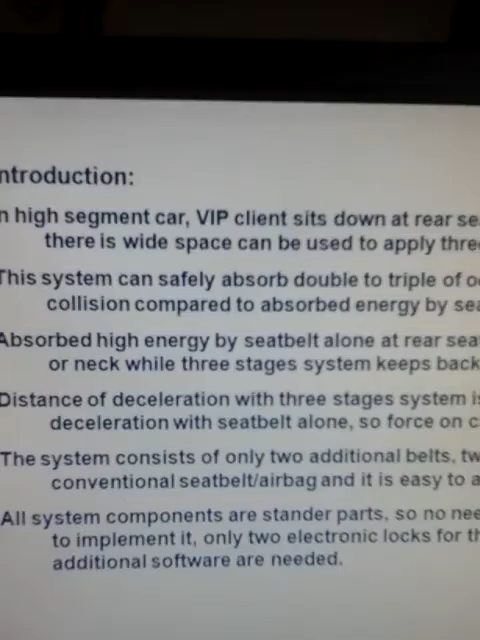 ntroduction:
n high segment car, VIP client sits down at rear se
there is wide space can be used to apply three
This system can safely absorb double to triple of o
collision compared to absorbed energy by sea
Absorbed high energy by seatbelt alone at rear sea
or neck while three stages system keeps back
Distance of deceleration with three stages system is
deceleration with seatbelt alone, so force on c
The system consists of only two additional belts, tw
conventional seatbelt/airbag and it is easy to a
All system components are stander parts, so no nee
to implement it, only two electronic locks for th
additional software are needed.